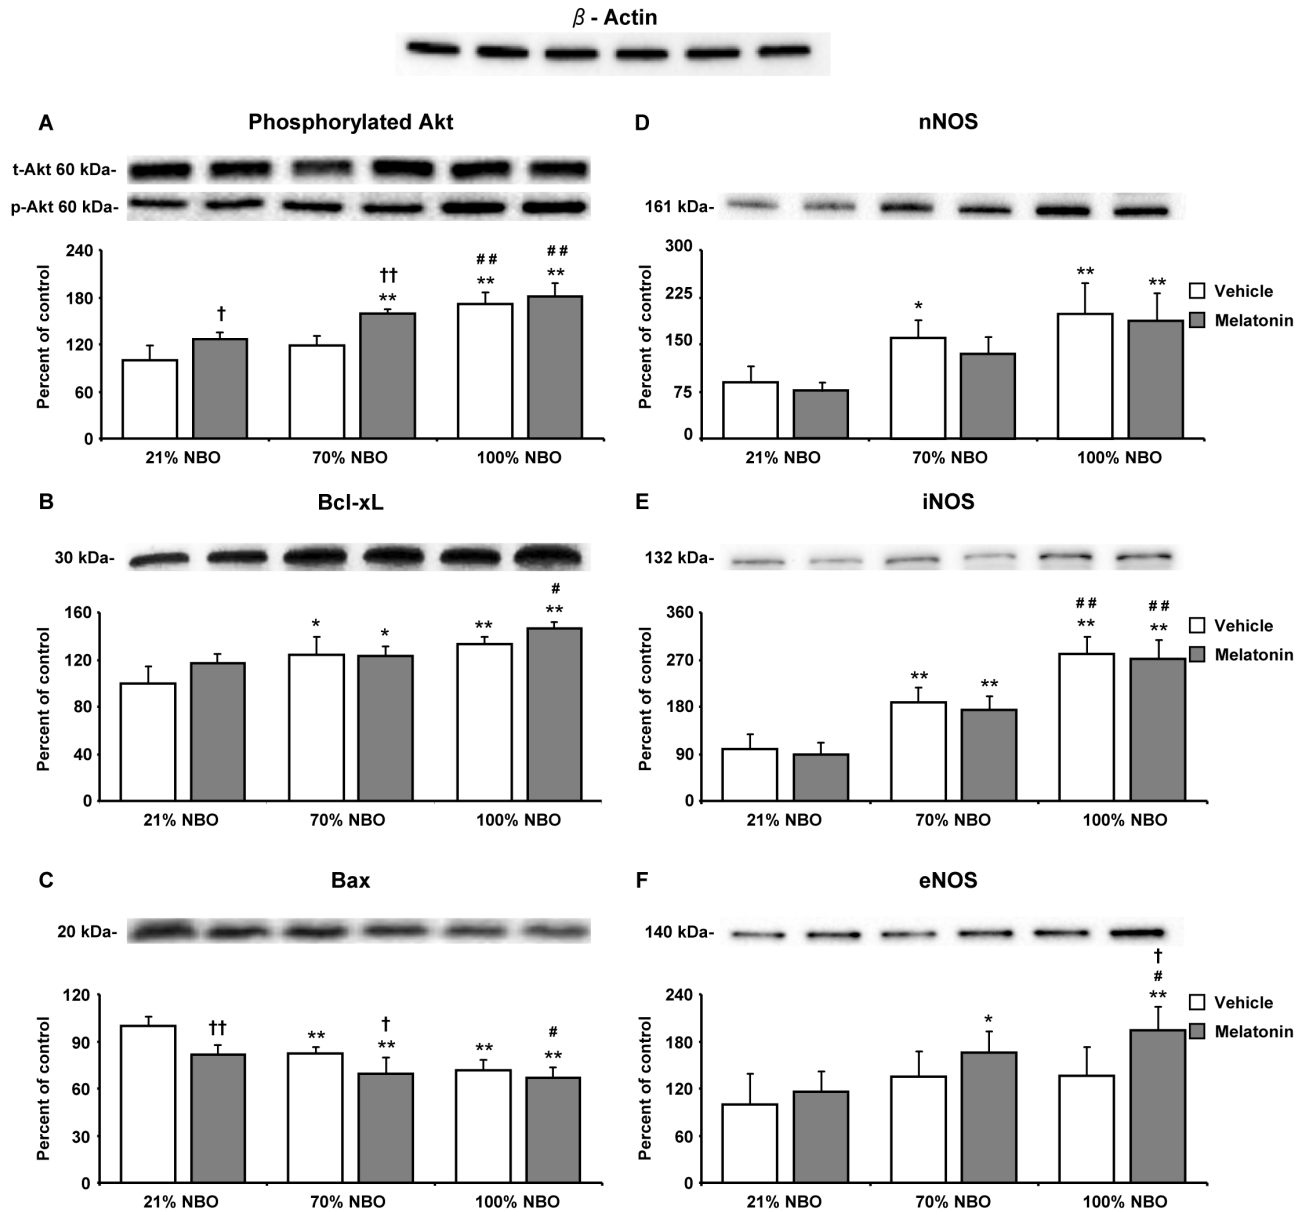 β - Actin
A
Phosphorylated Akt
t-Akt 60 kDa-
p-Akt 60 kDa-
Percent of control
240
180
120
60
0
†
††
**
##
**
##
**
21% NBO
70% NBO
100% NBO
B
Bcl-xL
30 kDa-
Percent of control
160
120
80
40
0
*
*
**
#
**
21% NBO
70% NBO
100% NBO
C
Bax
20 kDa-
Percent of control
120
90
60
30
0
††
**
†
**
**
#
**
21% NBO
70% NBO
100% NBO
D
nNOS
161 kDa-
Percent of control
300
225
150
75
0
*
**
**
Vehicle
Melatonin
21% NBO
70% NBO
100% NBO
E
iNOS
132 kDa-
Percent of control
360
270
180
90
0
**
**
##
**
##
**
Vehicle
Melatonin
21% NBO
70% NBO
100% NBO
F
eNOS
140 kDa-
Percent of control
240
180
120
60
0
*
†
#
**
Vehicle
Melatonin
21% NBO
70% NBO
100% NBO